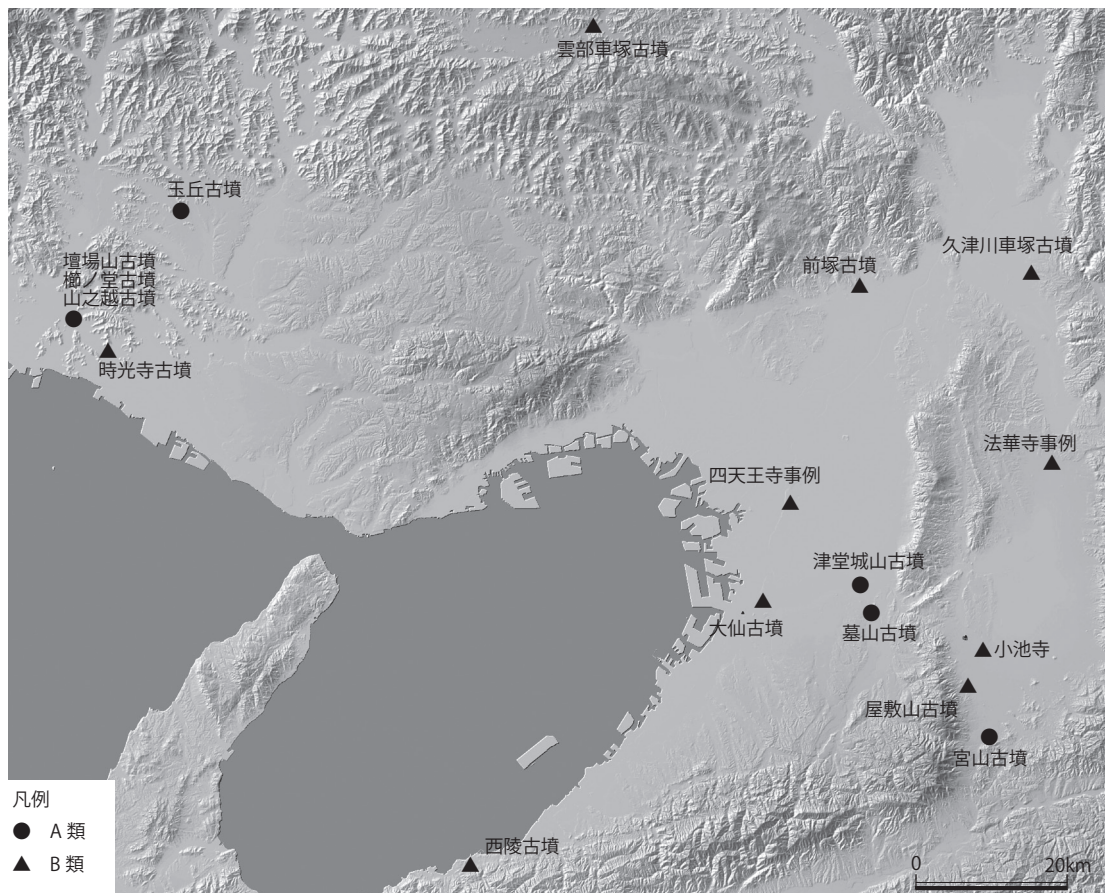 雲部車塚古墳
玉丘古墳
壇場山古墳
櫛ノ堂古墳
山之越古墳
時光寺古墳
前塚古墳
久津川車塚古墳
法華寺事例
四天王寺事例
津堂城山古墳
大仙古墳
墓山古墳
小池寺
屋敷山古墳
宮山古墳
西陵古墳
凡例
A 類
B 類
0
20km